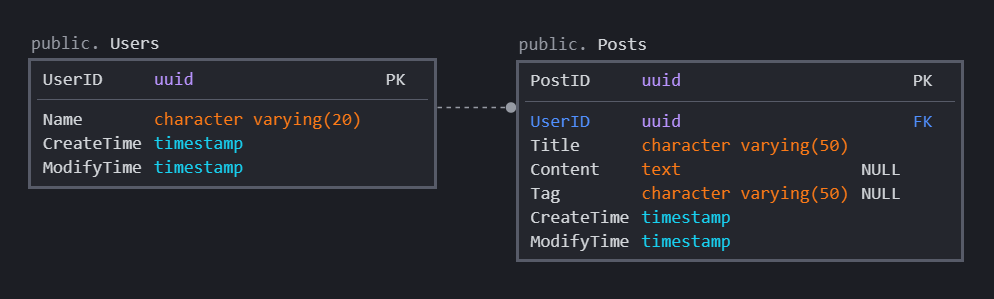 public. Users
UserID uuid PK
Name character varying(20)
CreateTime timestamp
ModifyTime timestamp
public. Posts
PostID uuid PK
UserID uuid FK
Title character varying(50)
Content text NULL
Tag character varying(50) NULL
CreateTime timestamp
ModifyTime timestamp